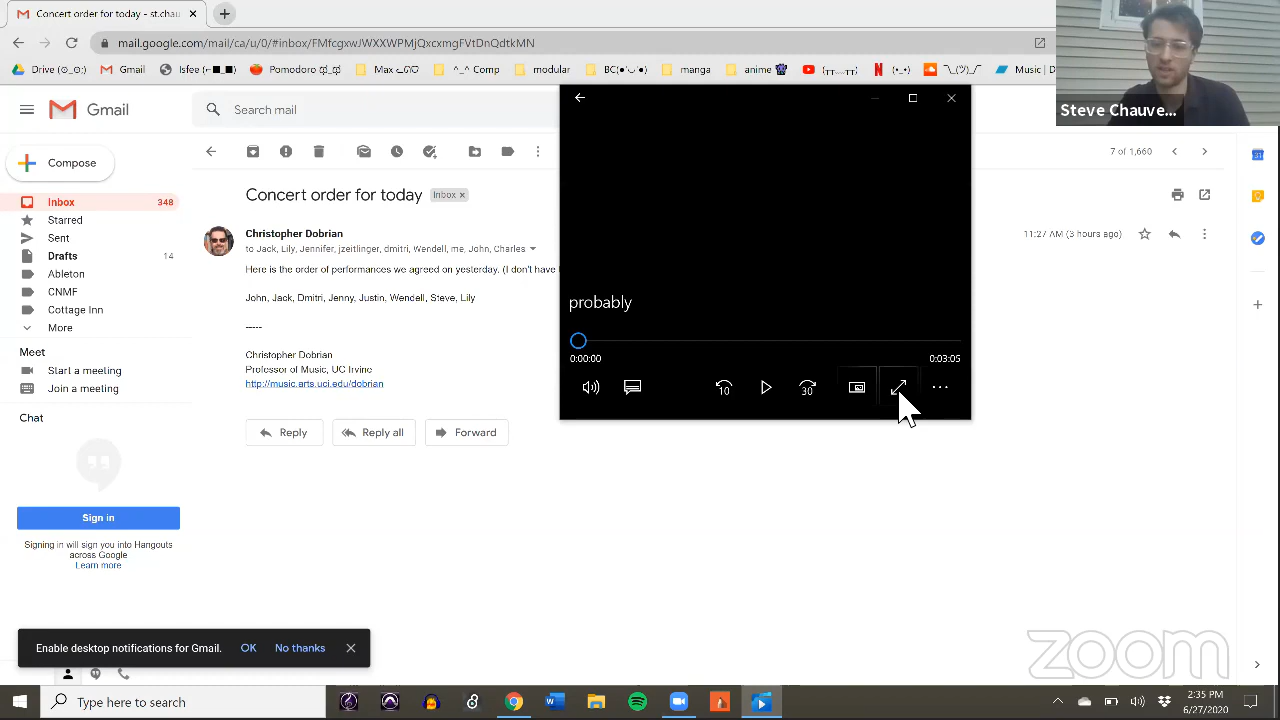 Concert order for today - st.chau
mail.google.com/mail/ca/u/0/#inbox/
Drive (o_O)
Gmail
modular
manga
anime
Music | D
Steve Chauve...
Gmail
Search mail
Compose
7 of 1,660
Inbox 348
Starred
Sent
Drafts 14
Ableton
CNMF
Cottage Inn
More
Concert order for today Inbox x
Christopher Dobrian
11:27 AM (3 hours ago)
to Jack, Lily, Jennifer, jzeitlinger, dmitri, Wendell, me, John, Charles
Here is the order of performances we agreed on yesterday. (I don't have
John, Jack, Dmitri, Jenny, Justin, Wendell, Steve, Lily
-----
Christopher Dobrian
Professor of Music, UC Irvine
http://music.arts.uci.edu/dobrian
Reply
Reply all
Forward
probably
0:00:00
0:03:05
10
30
Meet
Start a meeting
Join a meeting
Chat
Sign in
Signing in will sign you into Hangouts
across Google
Learn more
Enable desktop notifications for Gmail. OK No thanks
zoom
Type here to search
2:35 PM
6/27/2020